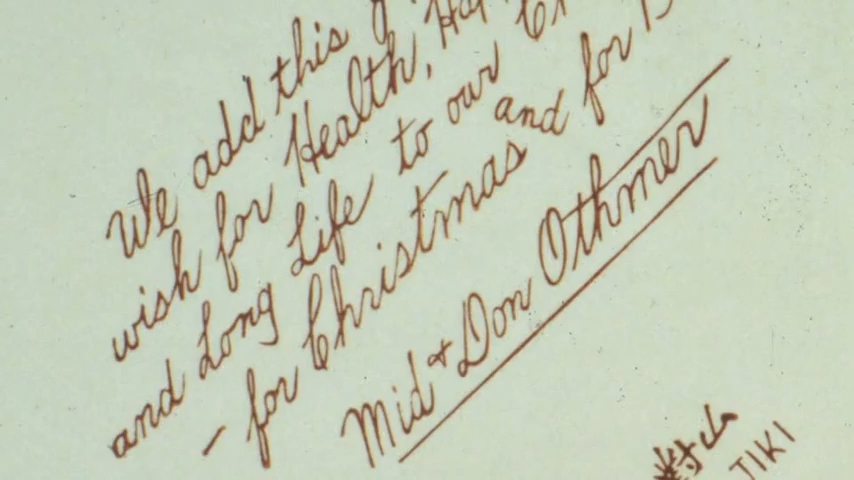 We add this
wish for Health,
and Long Life to our
- for Christmas and for
Mid & Don Othmer
TIKI